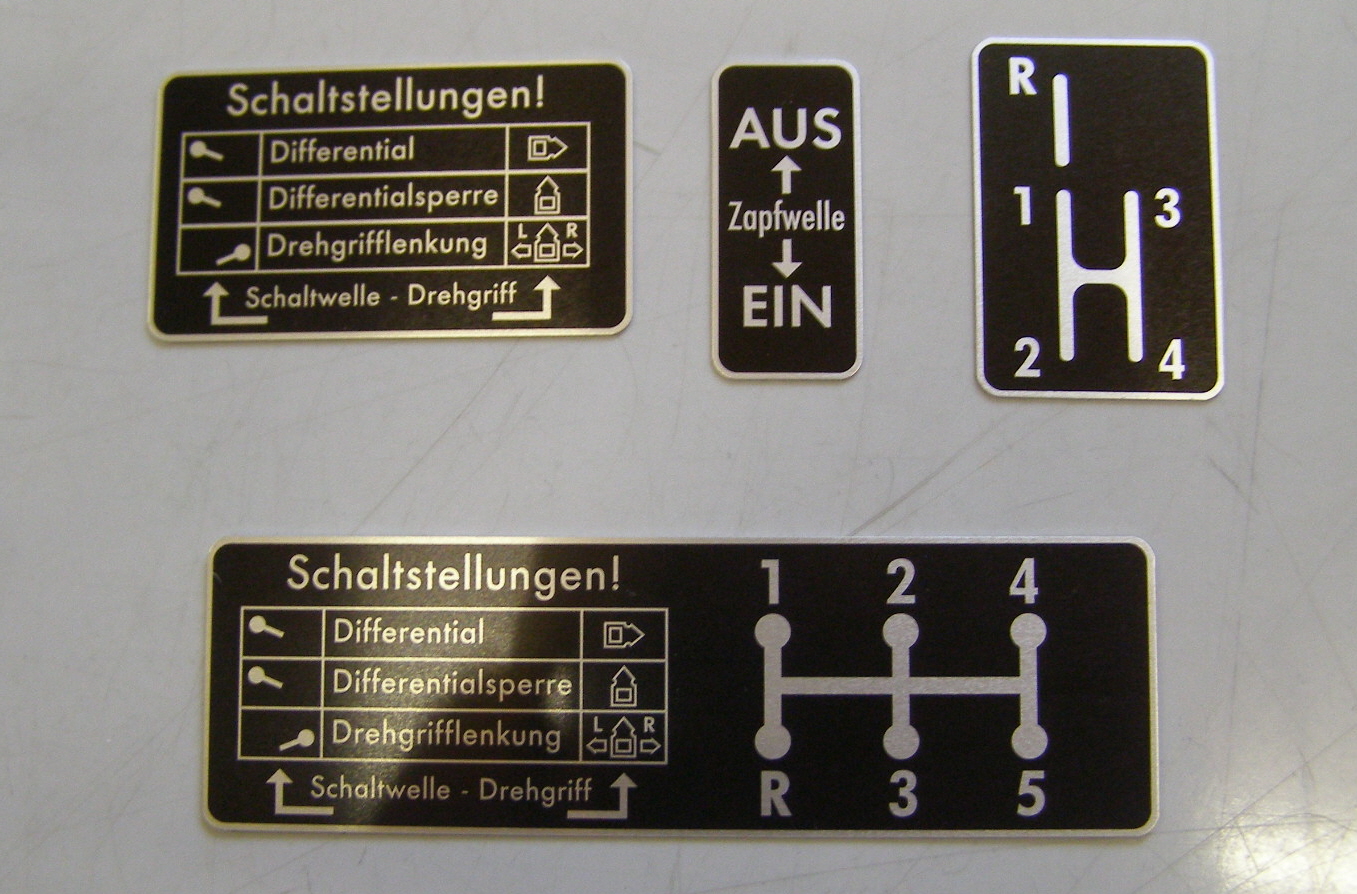 Schaltstellungen!
Differential
Differentialsperre
Drehgrifflenkung L R
Schaltwelle - Drehgriff
AUS
Zapfwelle
EIN
R
1 3
2 4
Schaltstellungen!
Differential
Differentialsperre
Drehgrifflenkung L R
Schaltwelle - Drehgriff
1 2 4
R 3 5